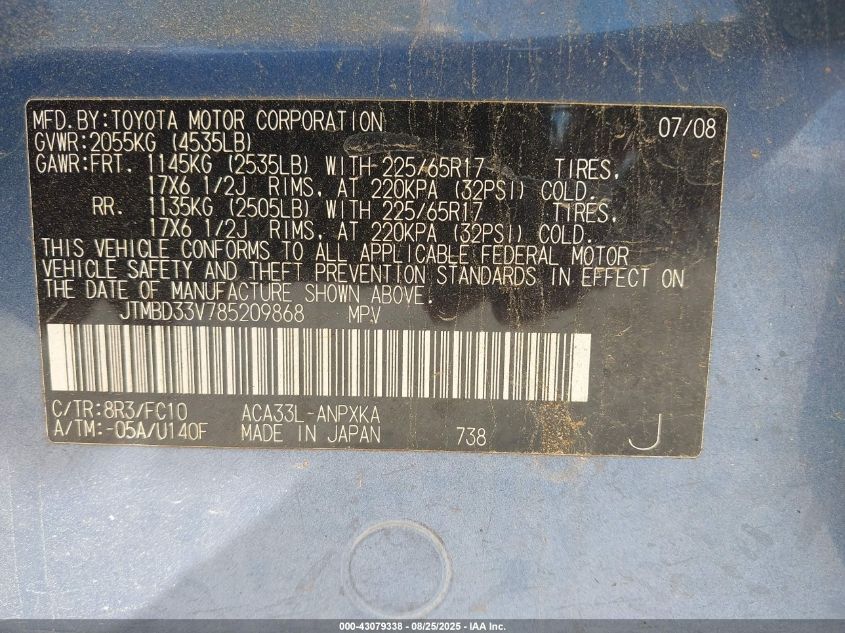 MFD.BY:TOYOTA MOTOR CORPORATION 07/08
GVWR:2055KG (4535LB)
GAWR:FRT. 1145KG (2535LB) WITH 225/65R17 TIRES,
17X6 1/2J RIMS, AT 220KPA (32PSI) COLD.
RR. 1135KG (2505LB) WITH 225/65R17 TIRES,
17X6 1/2J RIMS, AT 220KPA (32PSI) COLD.
THIS VEHICLE CONFORMS TO ALL APPLICABLE FEDERAL MOTOR
VEHICLE SAFETY AND THEFT PREVENTION STANDARDS IN EFFECT ON
THE DATE OF MANUFACTURE SHOWN ABOVE.
JTMBD33V785209868 MPV
C/TR:8R3/FC10 ACA33L-ANPXKA
A/TM:-05A/U140F MADE IN JAPAN 738 J
000-43079338 - 08/25/2025 - IAA Inc.